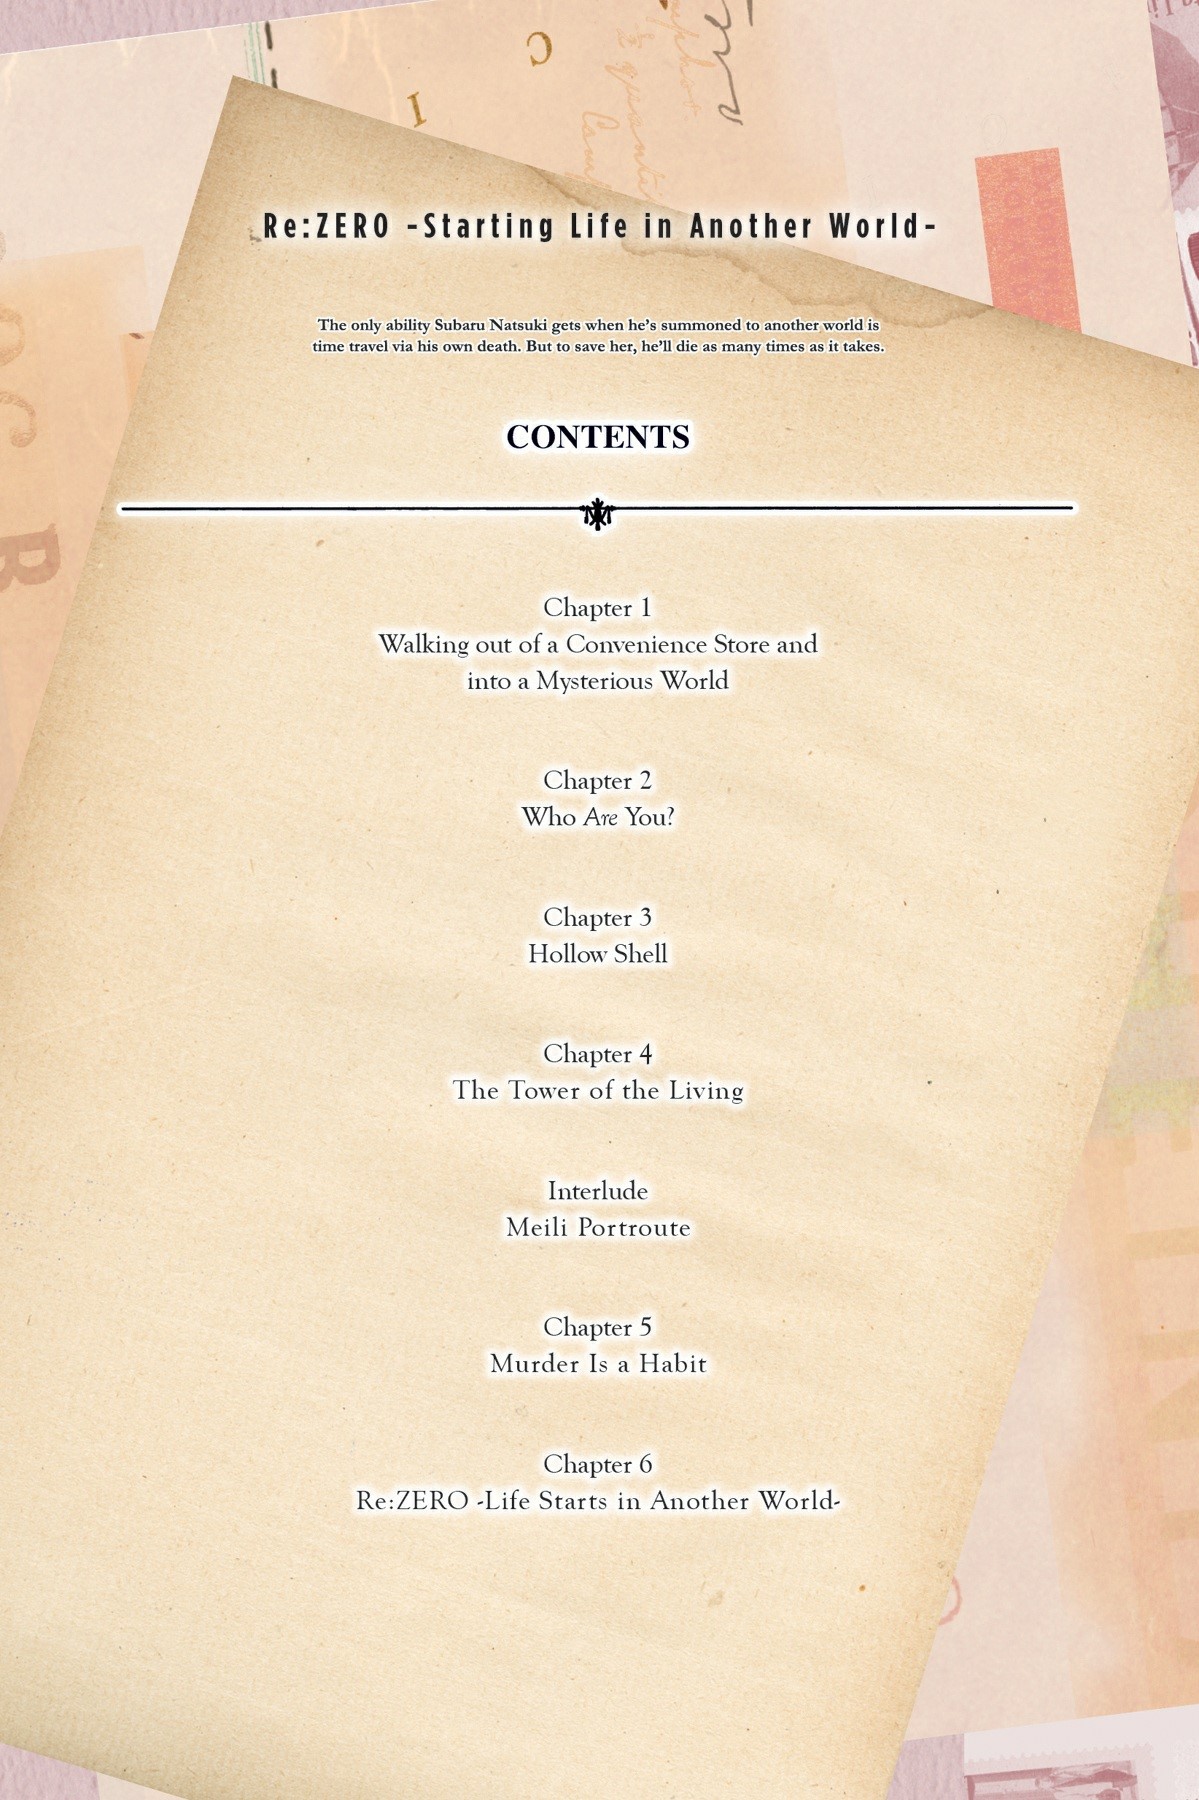 Re:ZERO -Starting Life in Another World-
The only ability Subaru Natsuki gets when he's summoned to another world is
time travel via his own death. But to save her, he'll die as many times as it takes.
CONTENTS
Chapter 1
Walking out of a Convenience Store and
into a Mysterious World
Chapter 2
Who Are You?
Chapter 3
Hollow Shell
Chapter 4
The Tower of the Living
Interlude
Meili Portroute
Chapter 5
Murder Is a Habit
Chapter 6
Re:ZERO -Life Starts in Another World-